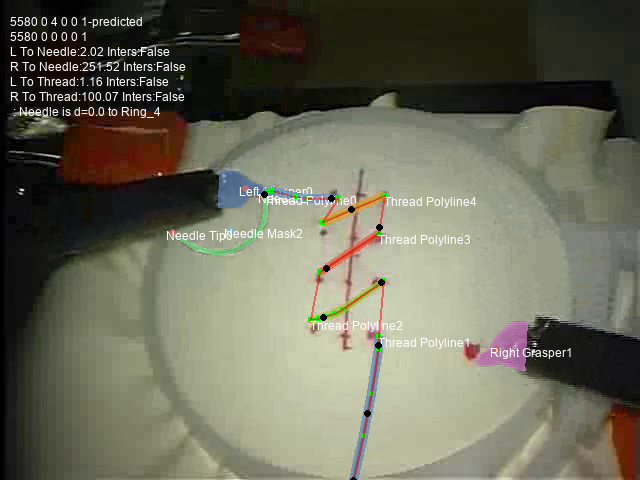 5580 0 4 0 0 1-predicted
5580 0 0 0 0 1
L To Needle:2.02 Inters:False
R To Needle:251.52 Inters:False
L To Thread:1.16 Inters:False
R To Thread:100.07 Inters:False
: Needle is d=0.0 to Ring_4
Thread Polyline0
Thread Polyline4
Needle Tip0
Needle Mask2
Thread Polyline3
Thread Polyline2
Thread Polyline1
Right Grasper1